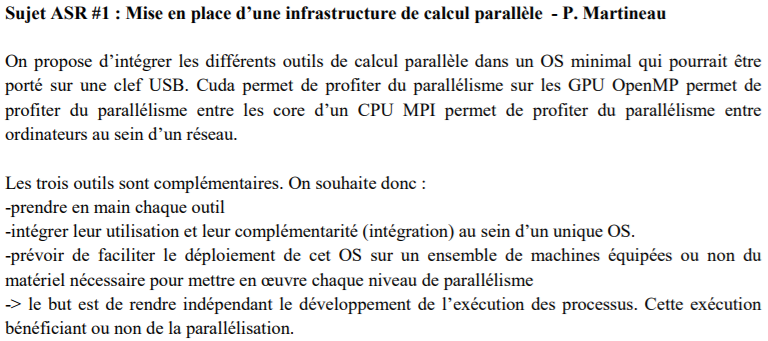 Sujet ASR #1 : Mise en place d’une infrastructure de calcul parallèle - P. Martineau
On propose d’intégrer les différents outils de calcul parallèle dans un OS minimal qui pourrait être
porté sur une clef USB. Cuda permet de profiter du parallélisme sur les GPU OpenMP permet de
profiter du parallélisme entre les core d’un CPU MPI permet de profiter du parallélisme entre
ordinateurs au sein d’un réseau.
Les trois outils sont complémentaires. On souhaite donc :
-prendre en main chaque outil
-intégrer leur utilisation et leur complémentarité (intégration) au sein d’un unique OS.
-prévoir de faciliter le déploiement de cet OS sur un ensemble de machines équipées ou non du
matériel nécessaire pour mettre en œuvre chaque niveau de parallélisme
-> le but est de rendre indépendant le développement de l’exécution des processus. Cette exécution
bénéficiant ou non de la parallélisation.